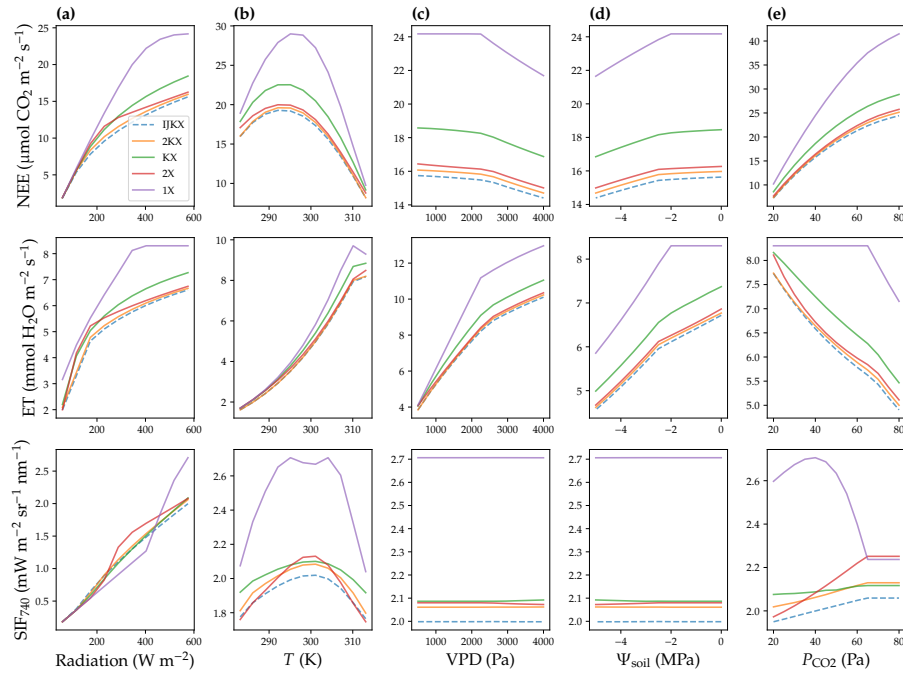 (a) (b) (c) (d) (e)
NEE (μmol CO2 m−2 s−1)
25 20 15 10 5
200 400 600
IJKX
2KX
KX
2X
1X
30 25 20 15 10
290 300 310
24 22 20 18 16 14
1000 2000 3000 4000
24 22 20 18 16 14
−4 −2 0
40 30 20 10
20 40 60 80
ET (mmol H2O m−2 s−1)
8 7 6 5 4 3 2
200 400 600
10 8 6 4 2
290 300 310
12 10 8 6 4
1000 2000 3000 4000
8 7 6 5
−4 −2 0
8.0 7.5 7.0 6.5 6.0 5.5 5.0
20 40 60 80
SIF740 (mW m−2 sr−1 nm−1)
2.5 2.0 1.5 1.0 0.5
200 400 600
2.6 2.4 2.2 2.0 1.8
290 300 310
2.7 2.6 2.5 2.4 2.3 2.2 2.1 2.0
1000 2000 3000 4000
2.7 2.6 2.5 2.4 2.3 2.2 2.1 2.0
−4 −2 0
2.6 2.4 2.2 2.0
20 40 60 80
Radiation (W m−2) T (K) VPD (Pa) Ψsoil (MPa) PCO2 (Pa)